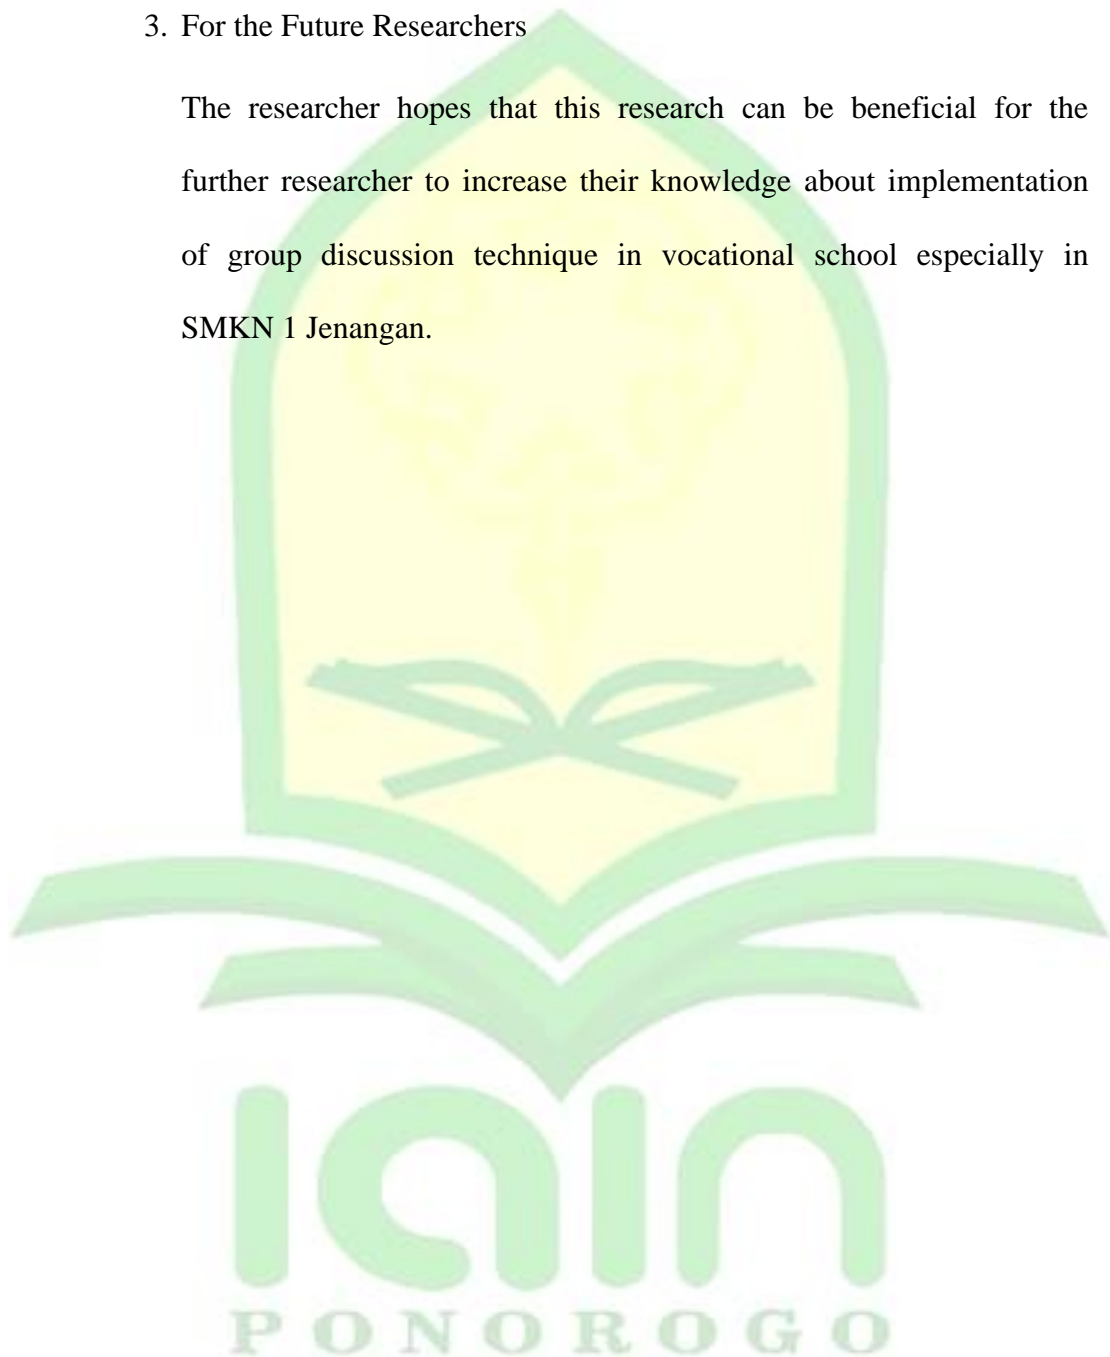 3. For the Future Researchers
The researcher hopes that this research can be beneficial for the
further researcher to increase their knowledge about implementation
of group discussion technique in vocational school especially in
SMKN 1 Jenangan.
iain
PONOROGO